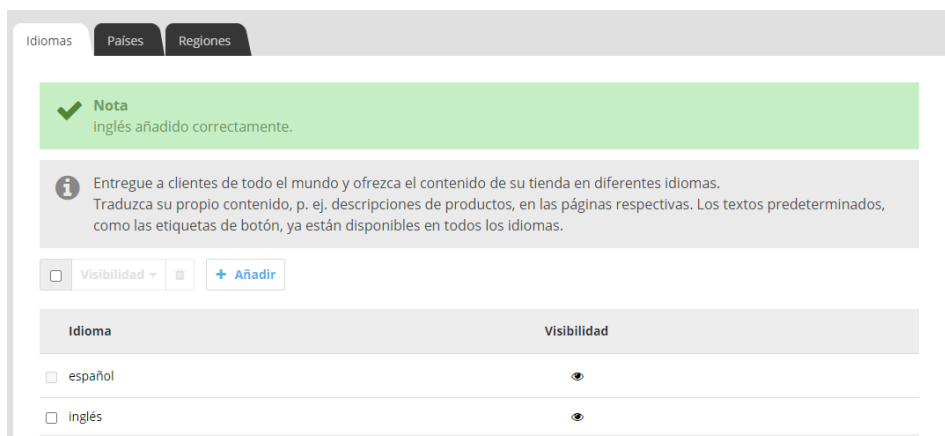 Idiomas Países Regiones
Nota
inglés añadido correctamente.
Entregue a clientes de todo el mundo y ofrezca el contenido de su tienda en diferentes idiomas.
Traduzca su propio contenido, p. ej. descripciones de productos, en las páginas respectivas. Los textos predeterminados,
como las etiquetas de botón, ya están disponibles en todos los idiomas.
Visibilidad + Añadir
Idioma Visibilidad
español
inglés